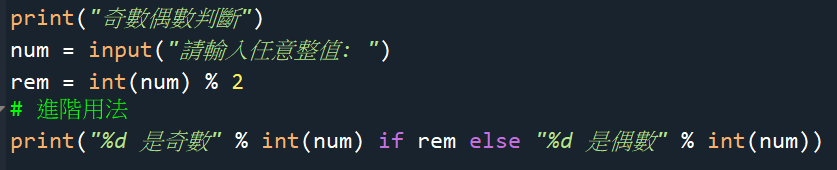 print("奇數偶數判斷")
num = input("請輸入任意整值: ")
rem = int(num) % 2
# 進階用法
print("%d 是奇數" % int(num) if rem else "%d 是偶數" % int(num))